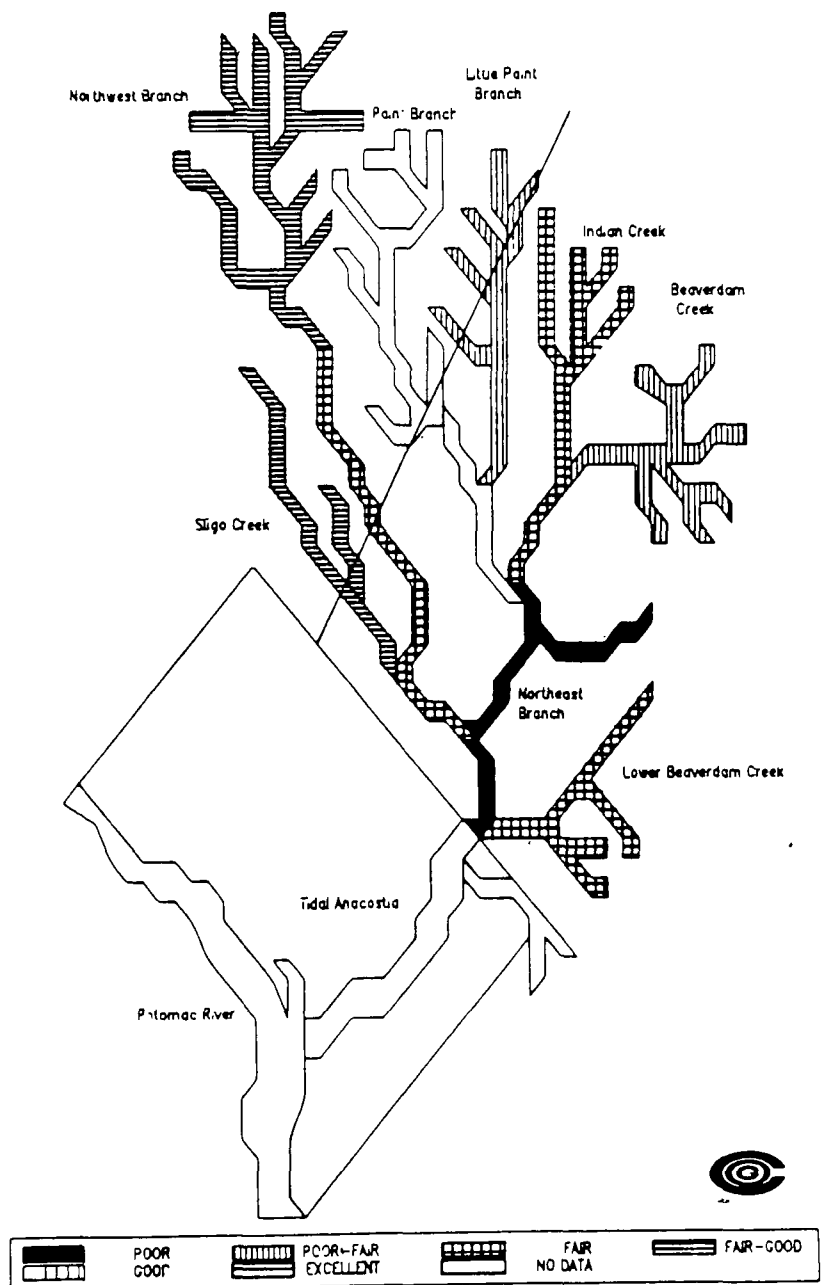 Northwest Branch
Paint Branch
Little Paint
Branch
Indian Creek
Beaverdam
Creek
Sligo Creek
Northeast
Branch
Lower Beaverdam Creek
Tidal Anacostia
Potomac River
POOR POOR-FAIR FAIR FAIR-GOOD
GOOD EXCELLENT NO DATA